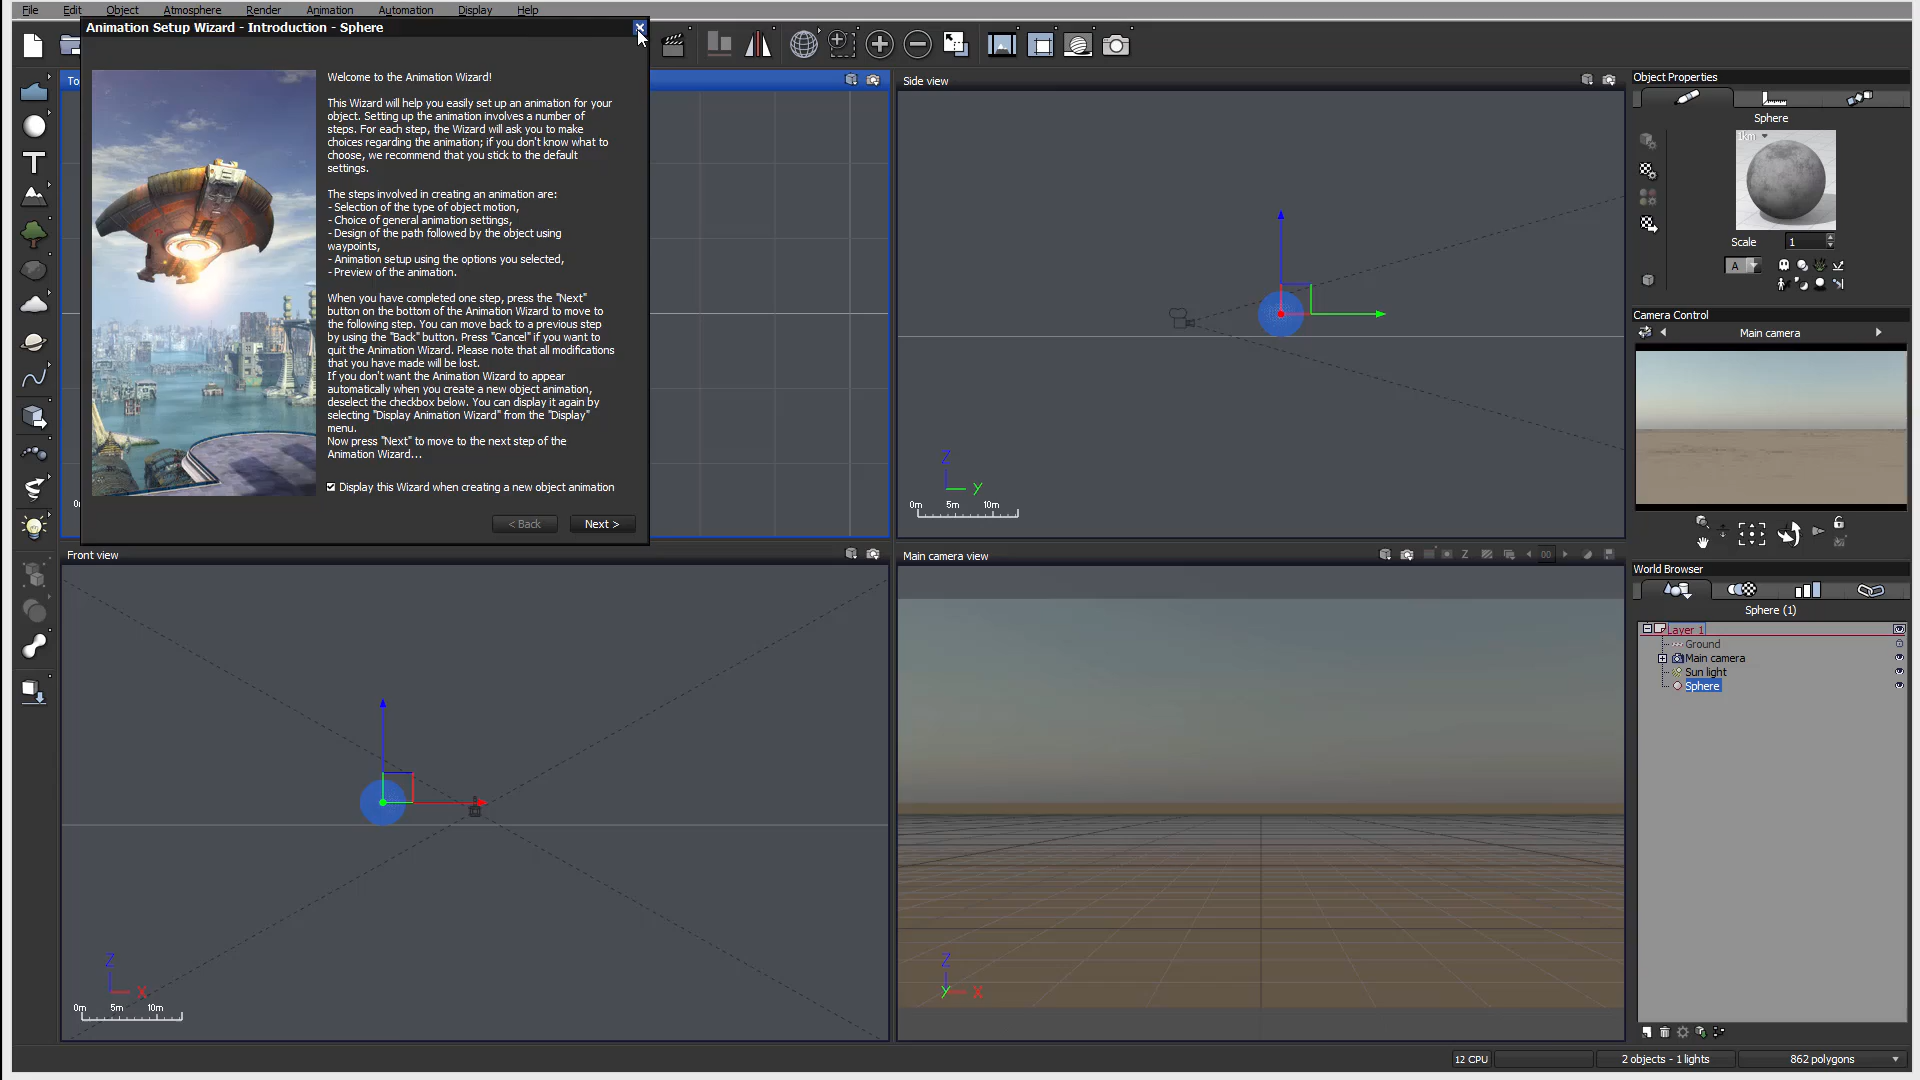 File Edit Object Atmosphere Render Animation Automation Display Help
Animation Setup Wizard - Introduction - Sphere
Welcome to the Animation Wizard!
This Wizard will help you easily set up an animation for your
object. Setting up the animation involves a number of
steps. For each step, the Wizard will ask you to make
choices regarding the animation; if you don't know what to
choose, we recommend that you stick to the default
settings.
The steps involved in creating an animation are:
- Selection of the type of object motion,
- Choice of general animation settings,
- Design of the path followed by the object using
waypoints,
- Animation setup using the options you selected,
- Preview of the animation.
When you have completed one step, press the "Next"
button on the bottom of the Animation Wizard to move to
the following step. You can move back to a previous step
by using the "Back" button. Press "Cancel" if you want to
quit the Animation Wizard. Please note that all modifications
that you have made will be lost.
If you don't want the Animation Wizard to appear
automatically when you create a new object animation,
deselect the checkbox below. You can display it again by
selecting "Display Animation Wizard" from the "Display"
menu.
Now press "Next" to move to the next step of the
Animation Wizard...
Display this Wizard when creating a new object animation
< Back Next >
To
0
Side view
Z
Y
0m 5m 10m
Front view
Z
X
0m 5m 10m
Main camera view
Z
00
Z
Y X
Object Properties
Sphere
1km
Scale 1
A
Camera Control
Main camera
World Browser
Sphere (1)
Layer 1
Ground
Main camera
Sun light
Sphere
12 CPU 2 objects - 1 lights 862 polygons